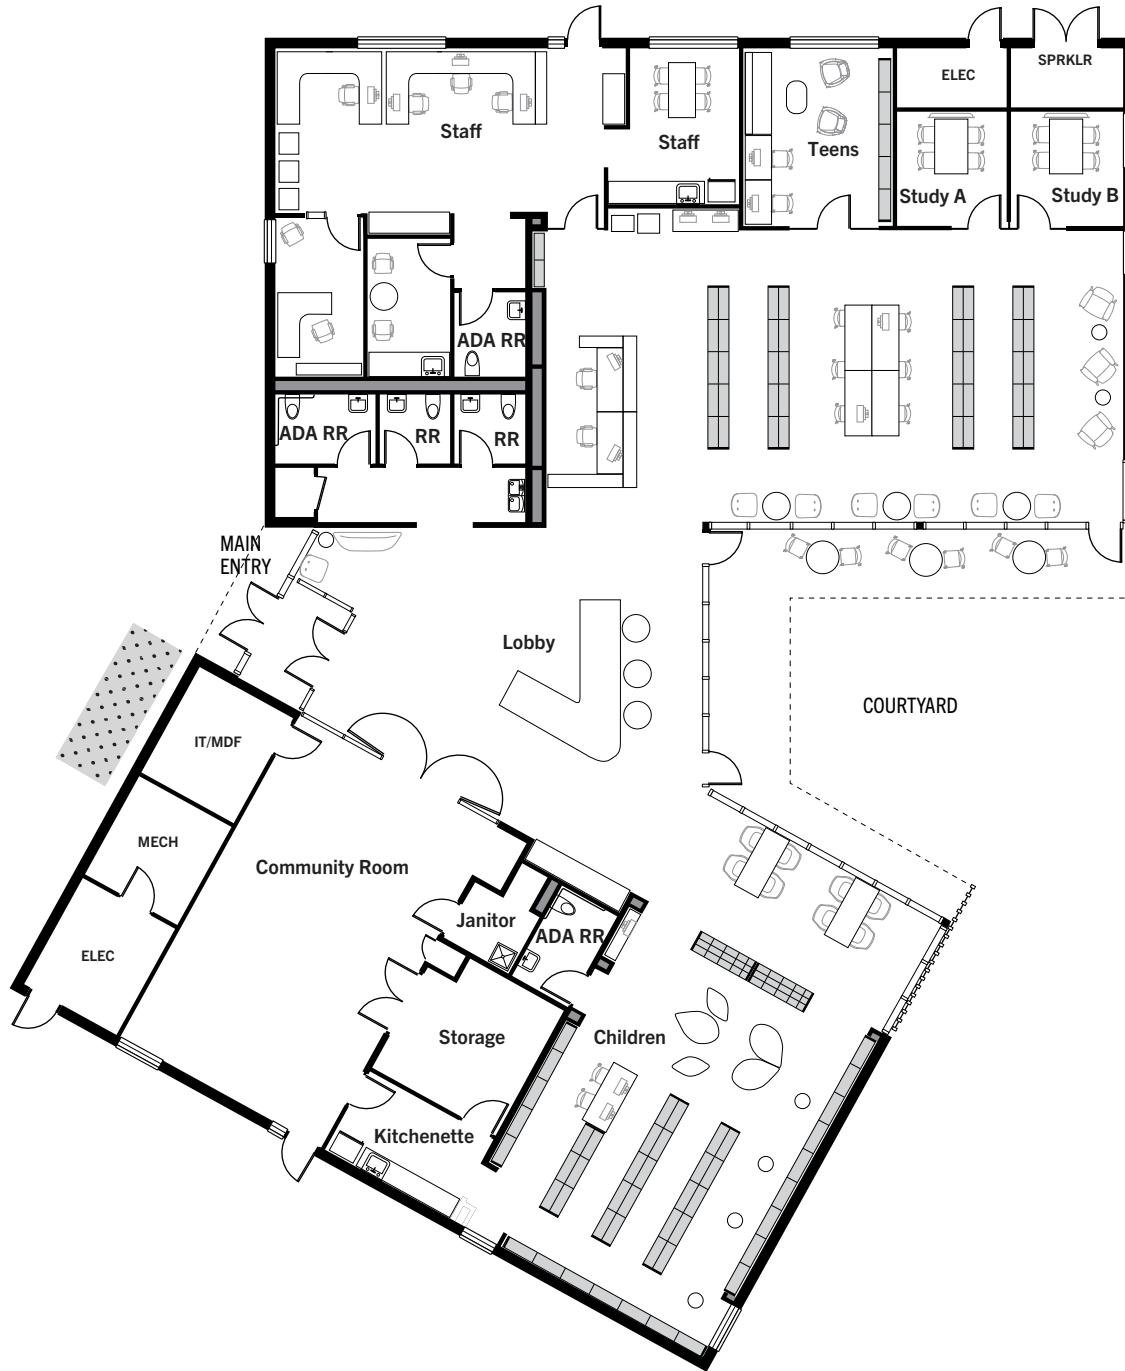 ELEC
SPRKLR
Staff
Staff
Teens
Study A
Study B
ADA RR
ADA RR
RR
RR
MAIN
ENTRY
Lobby
COURTYARD
IT/MDF
MECH
Community Room
Janitor
ADA RR
ELEC
Storage
Children
Kitchenette